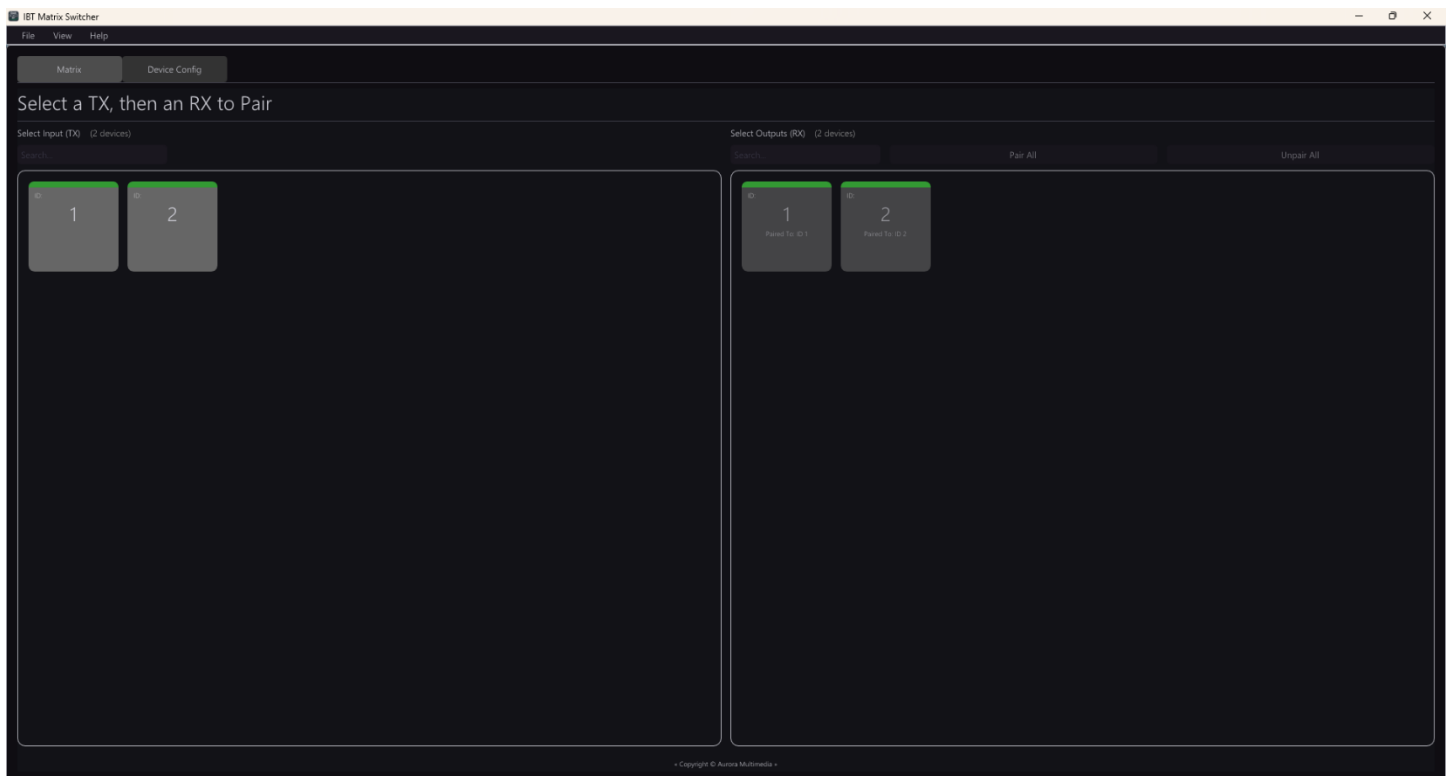 IBT Matrix Switcher
File View Help
Matrix Device Config
Select a TX, then an RX to Pair
Select Input (TX) (2 devices)
Search...
ID:
1
ID:
2
Select Outputs (RX) (2 devices)
Search... Pair All Unpair All
ID:
1
Paired To: ID 1
ID:
2
Paired To: ID 2
• Copyright © Aurora Multimedia •